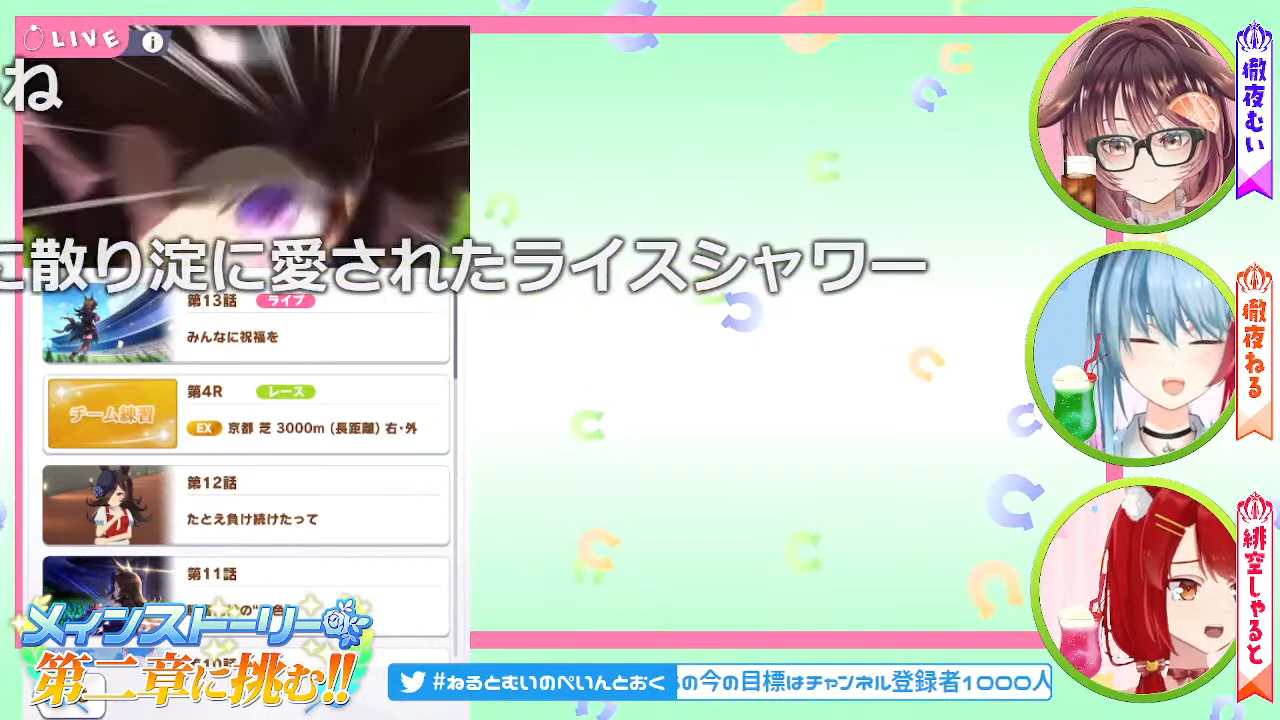 LIVE
ね
に散り淀に愛されたライスシャワー
第13話 ライブ
みんなに祝福を
第4R レース
チーム練習
EX 京都 芝 3000m (長距離) 右・外
第12話
たとえ負け続けたって
第11話
の"
色
メインストーリー
第二章に挑む!!
#ねるとむいのぺいんとおく
の今の目標はチャンネル登録者1000人
徹夜むい
徹夜ねる
緋空しゃると